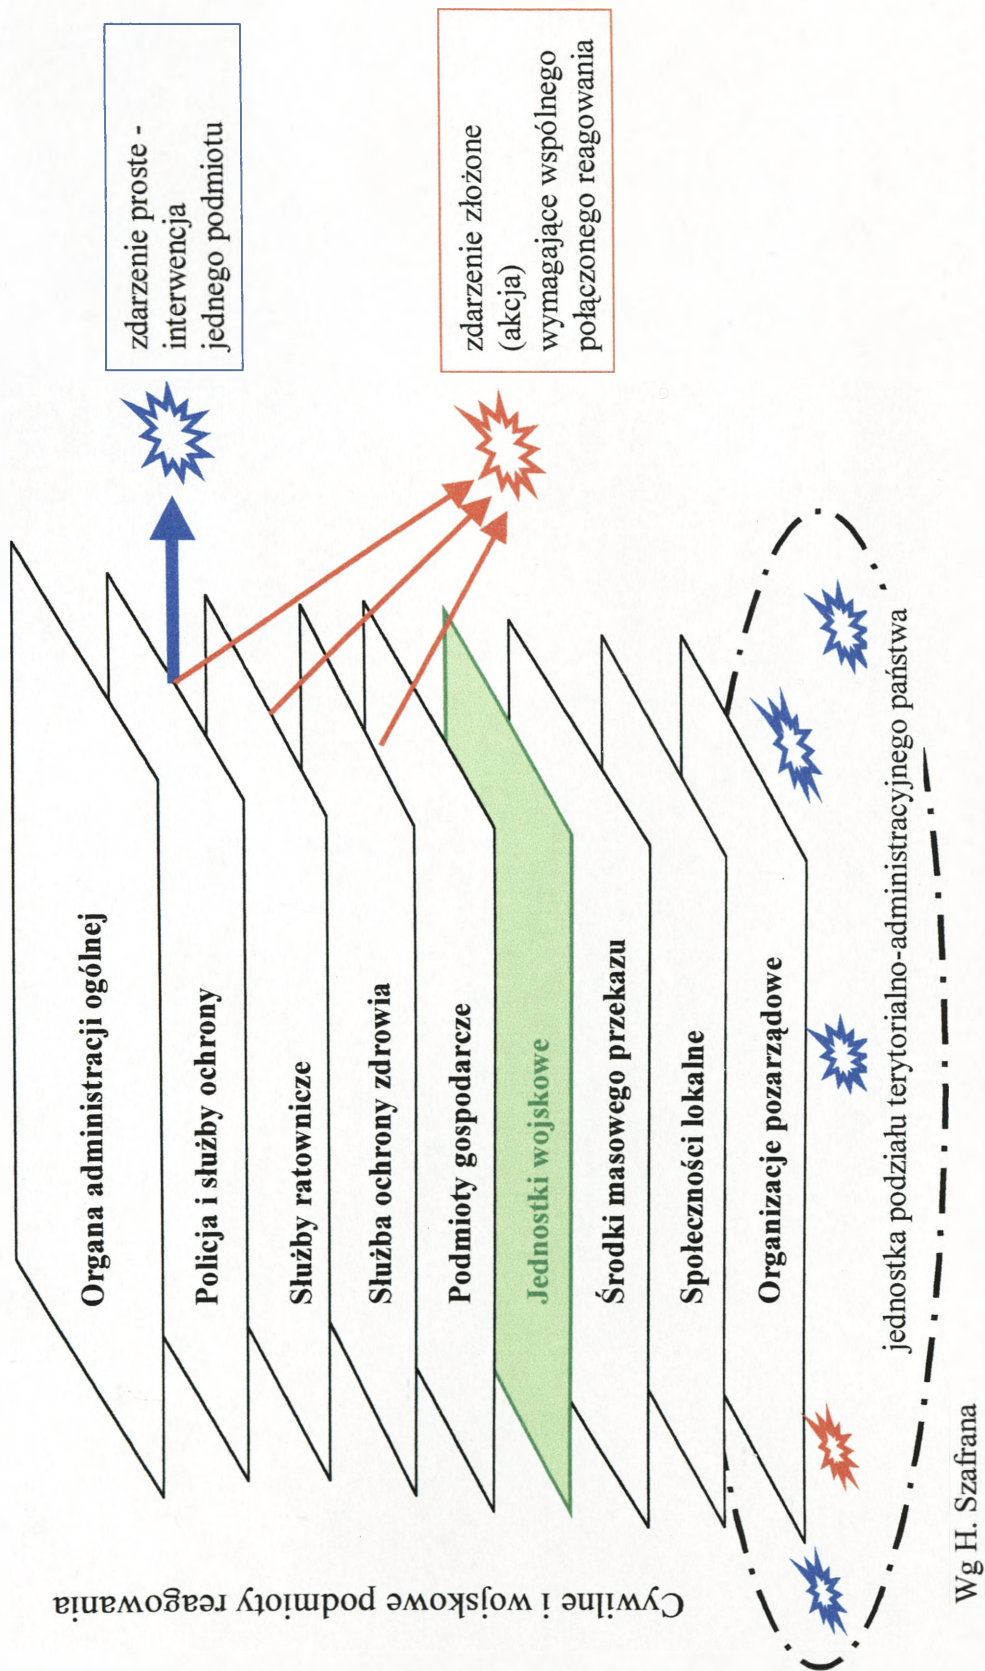 Cywilne i wojskowe podmioty reagowania
Organa administracji ogólnej
Policja i służby ochrony
Służby ratownicze
Służba ochrony zdrowia
Podmioty gospodarcze
Jednostki wojskowe
Środki masowego przekazu
Społeczności lokalne
Organizacje pozarządowe
zdarzenie proste -
interwencja
jednego podmiotu
zdarzenie złożone
(akcja)
wymagające wspólnego
połączonego reagowania
jednostka podziału terytorialno-administracyjnego państwa
Wg H. Szafrana